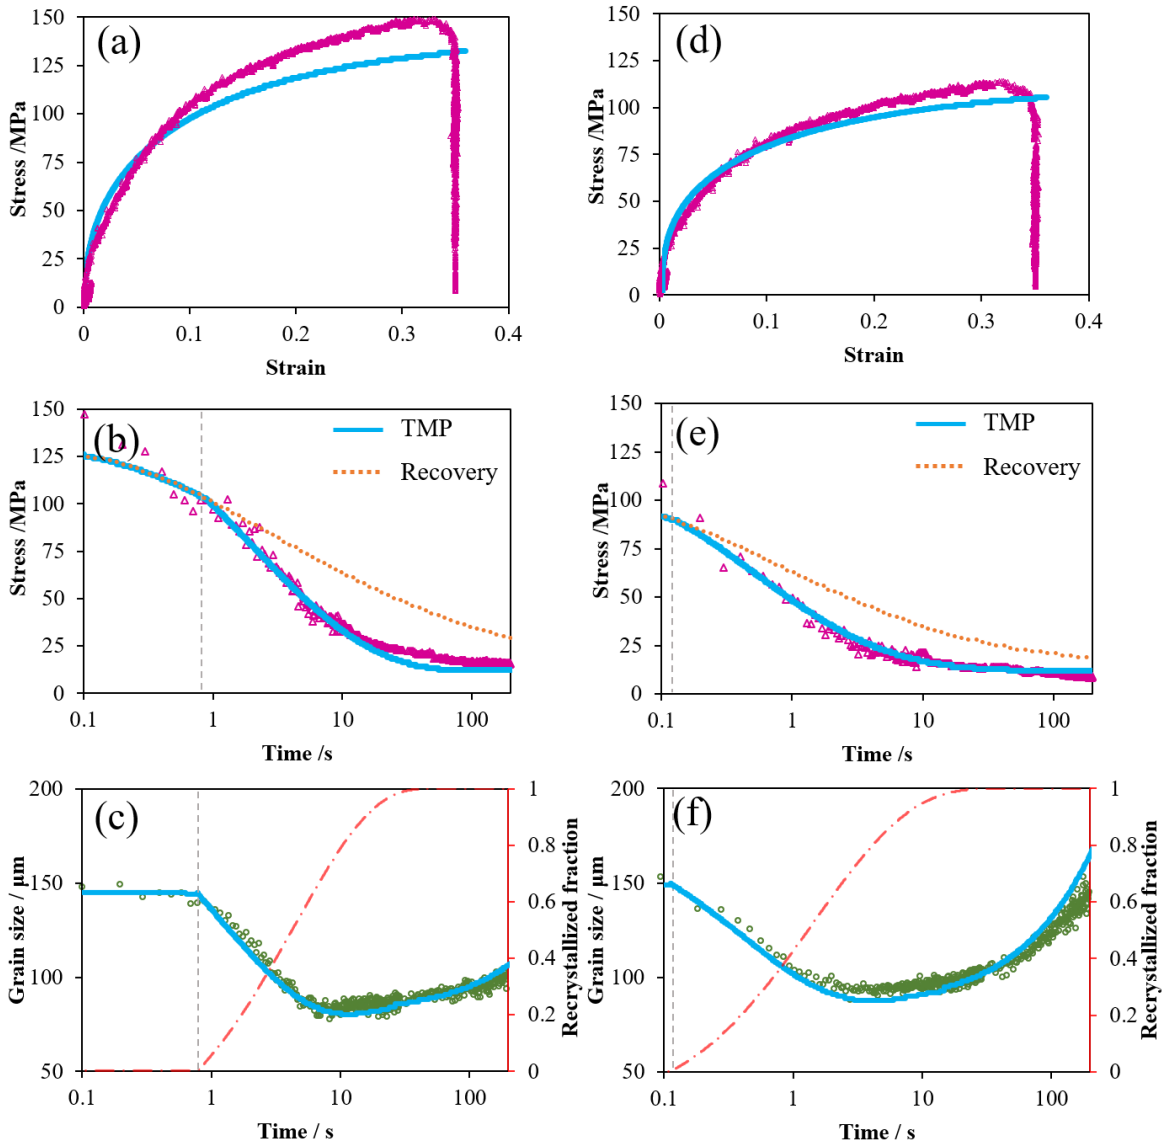 (a)
150
125
100
75
50
25
0
Stress /MPa
0 0.1 0.2 0.3 0.4
Strain
(d)
150
125
100
75
50
25
0
Stress /MPa
0 0.1 0.2 0.3 0.4
Strain
(b)
150
125
100
75
50
25
0
Stress /MPa
TMP
Recovery
0.1 1 10 100
Time /s
(e)
150
125
100
75
50
25
0
Stress /MPa
TMP
Recovery
0.1 1 10 100
Time /s
(c)
200
150
100
50
Grain size / μm
1
0.8
0.6
0.4
0.2
0
Recrystallized fraction
0.1 1 10 100
Time / s
(f)
200
150
100
50
Grain size / μm
1
0.8
0.6
0.4
0.2
0
Recrystallized fraction
0.1 1 10 100
Time / s